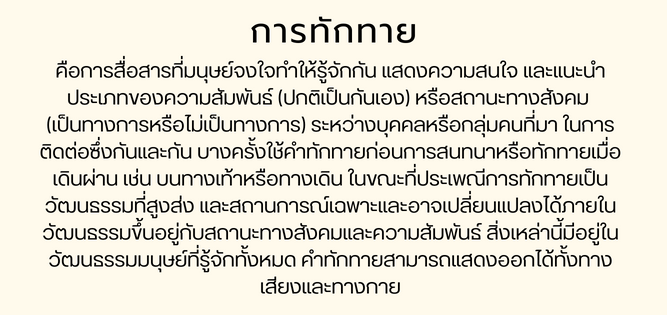 การทักทาย
คือการสื่อสารที่มนุษย์จงใจทำให้รู้จักกัน แสดงความสนใจ และแนะนำ
ประเภทของความสัมพันธ์ (ปกติเป็นกันเอง) หรือสถานะทางสังคม
(เป็นทางการหรือไม่เป็นทางการ) ระหว่างบุคคลหรือกลุ่มคนที่มา ในการ
ติดต่อซึ่งกันและกัน บางครั้งใช้คำทักทายก่อนการสนทนาหรือทักทายเมื่อ
เดินผ่าน เช่น บนทางเท้าหรือทางเดิน ในขณะที่ประเพณีการทักทายเป็น
วัฒนธรรมที่สูงส่ง และสถานการณ์เฉพาะและอาจเปลี่ยนแปลงได้ภายใน
วัฒนธรรมขึ้นอยู่กับสถานะทางสังคมและความสัมพันธ์ สิ่งเหล่านี้มีอยู่ใน
วัฒนธรรมมนุษย์ที่รู้จักทั้งหมด คำทักทายสามารถแสดงออกได้ทั้งทาง
เสียงและทางกาย